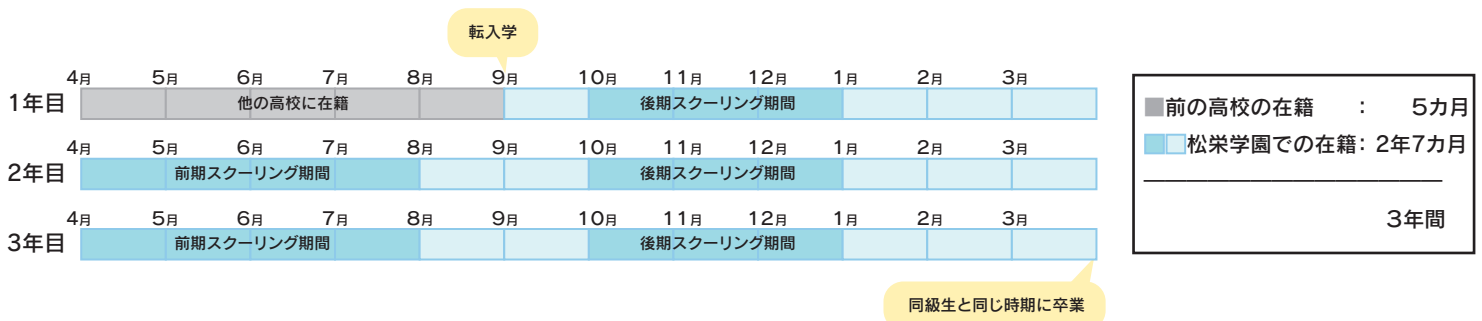 転入学
4月 5月 6月 7月 8月 9月 10月 11月 12月 1月 2月 3月
1年目 他の高校に在籍 後期スクーリング期間
4月 5月 6月 7月 8月 9月 10月 11月 12月 1月 2月 3月
2年目 前期スクーリング期間 後期スクーリング期間
4月 5月 6月 7月 8月 9月 10月 11月 12月 1月 2月 3月
3年目 前期スクーリング期間 後期スクーリング期間
同級生と同じ時期に卒業
前の高校の在籍 : 5カ月
松栄学園での在籍: 2年7カ月
3年間